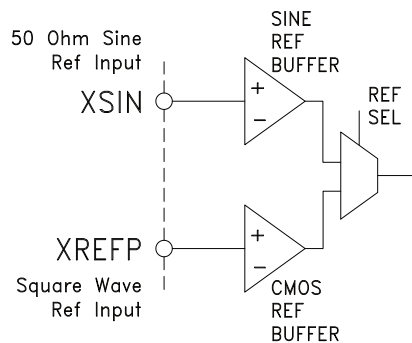 50 Ohm Sine
Ref Input
XSIN
+
−
SINE
REF
BUFFER
REF
SEL
XREFP
Square Wave
Ref Input
+
−
CMOS
REF
BUFFER